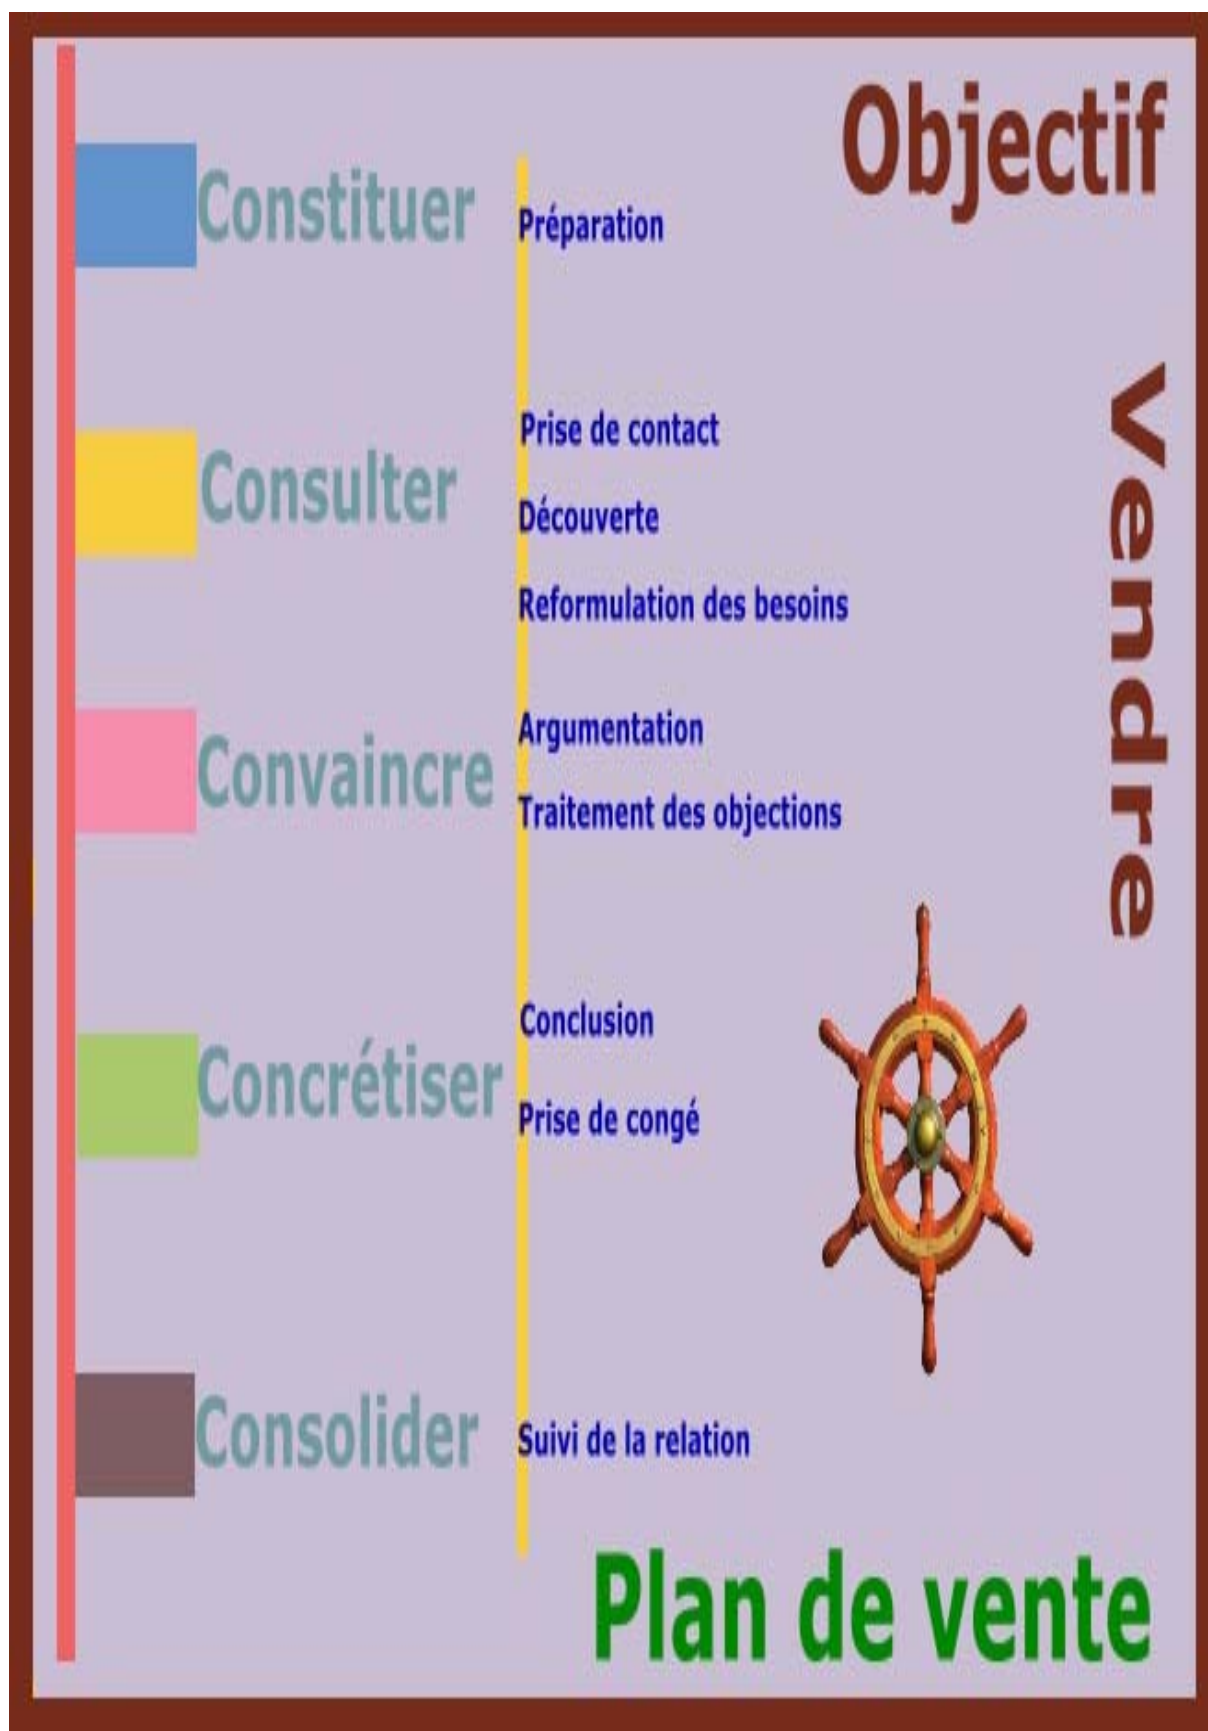 Objectif
Vendre
Constituer
Préparation
Consulter
Prise de contact
Découverte
Reformulation des besoins
Convaincre
Argumentation
Traitement des objections
Concrétiser
Conclusion
Prise de congé
Consolider
Suivi de la relation
Plan de vente